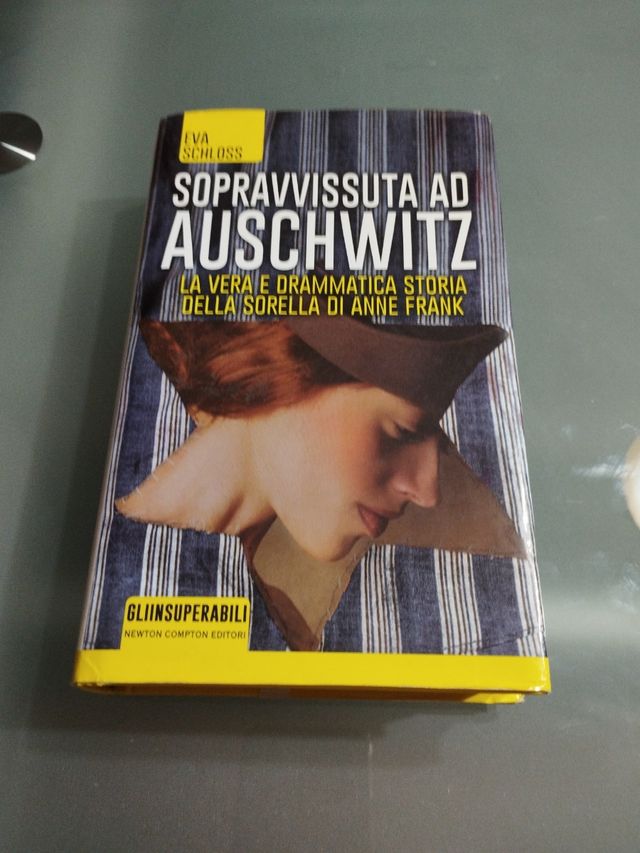 EVA
SCHLOSS
SOPRAVVISSUTA AD
AUSCHWITZ
LA VERA E DRAMMATICA STORIA
DELLA SORELLA DI ANNE FRANK
GLIINSUPERABILI
NEWTON COMPTON EDITORI